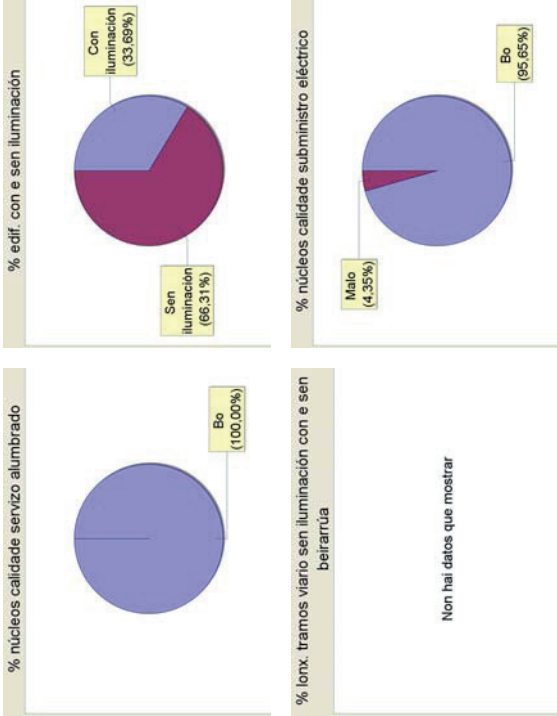 % núcleos calidade servizo alumbrado
Bo
(100,00%)
% edif. con e sen iluminación
Con
iluminación
(33,69%)
Sen
iluminación
(66,31%)
% lonx. tramos viario sen iluminación con e sen
beirarrúa
Non hai datos que mostrar
% núcleos calidade subministro eléctrico
Malo
(4,35%)
Bo
(95,65%)